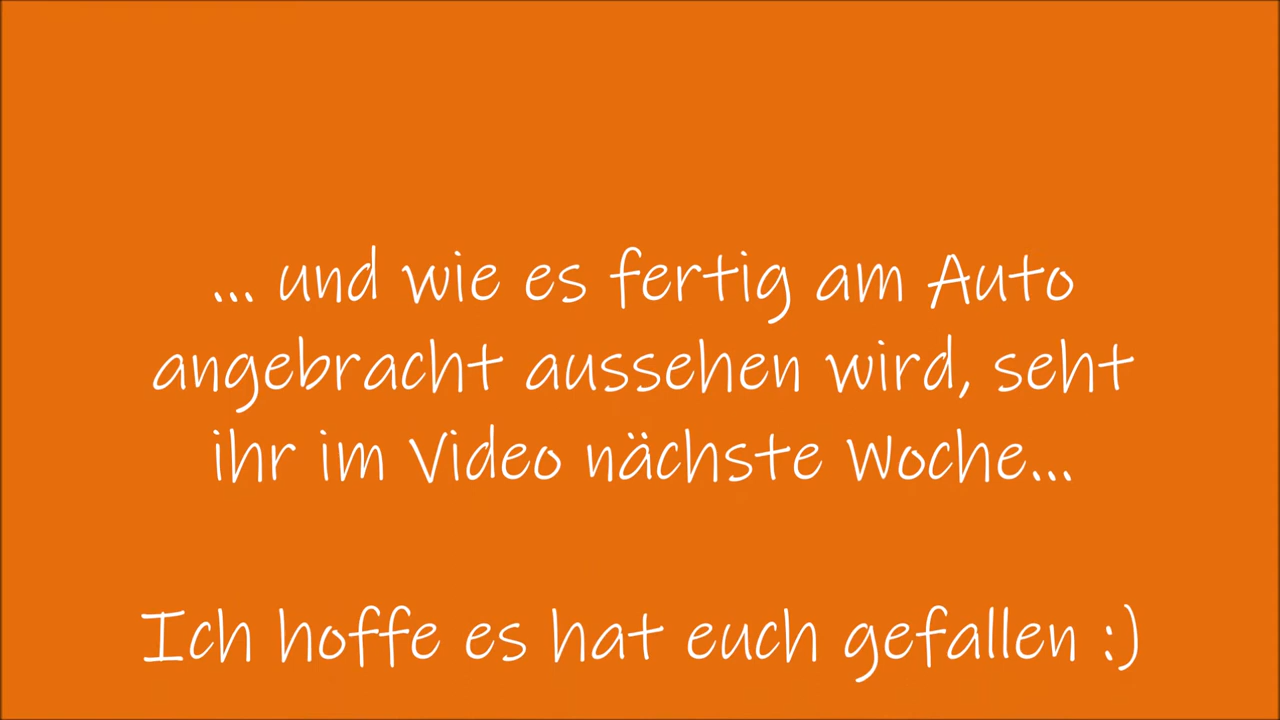 ... und wie es fertig am Auto
angebracht aussehen wird, seht
ihr im Video nächste Woche...
Ich hoffe es hat euch gefallen :)